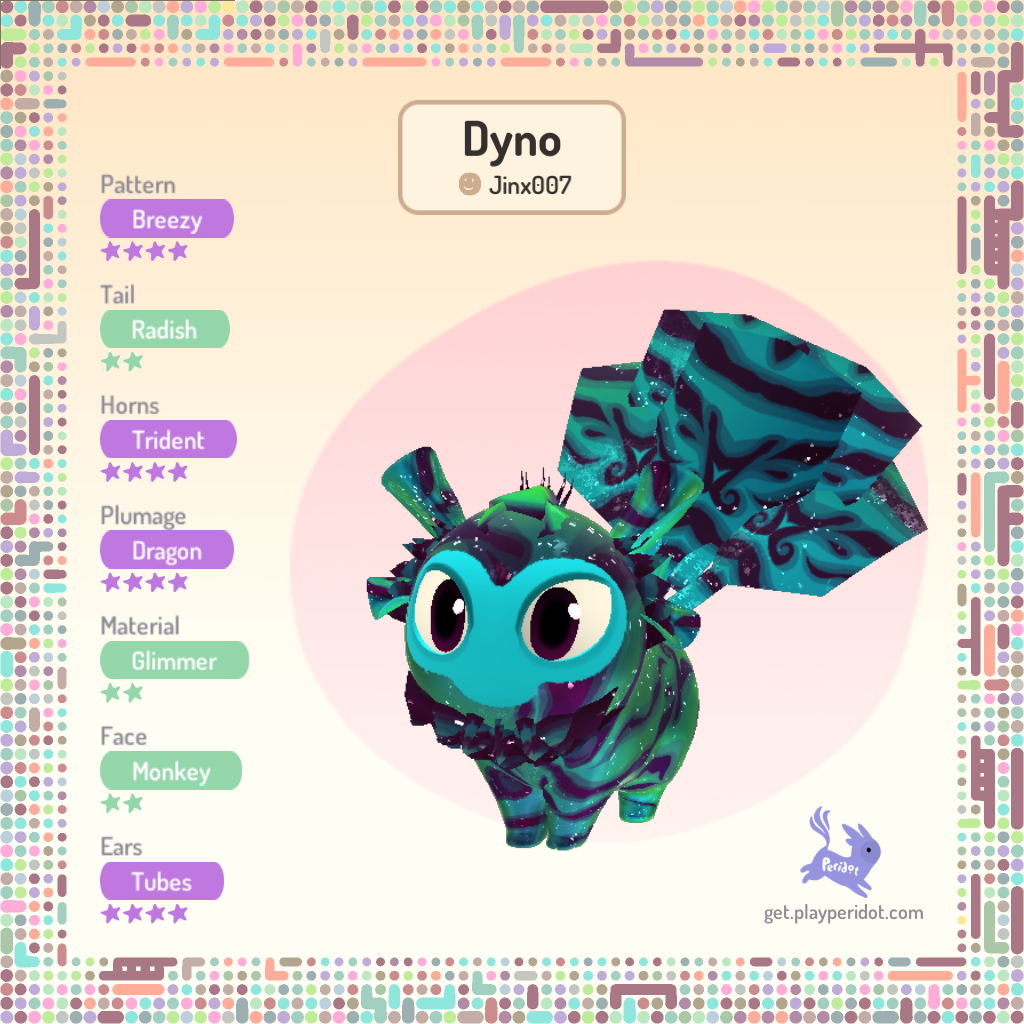 Dyno
Jinx007
Pattern
Breezy
Tail
Radish
Horns
Trident
Plumage
Dragon
Material
Glimmer
Face
Monkey
Ears
Tubes
Peridot
get.playperidot.com